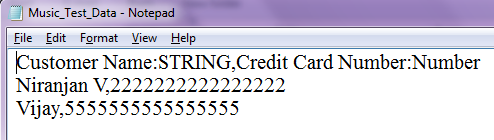 Music_Test_Data - Notepad
File Edit Format View Help
Customer Name:STRING,Credit Card Number:Number
Niranjan V,2222222222222222
Vijay,5555555555555555